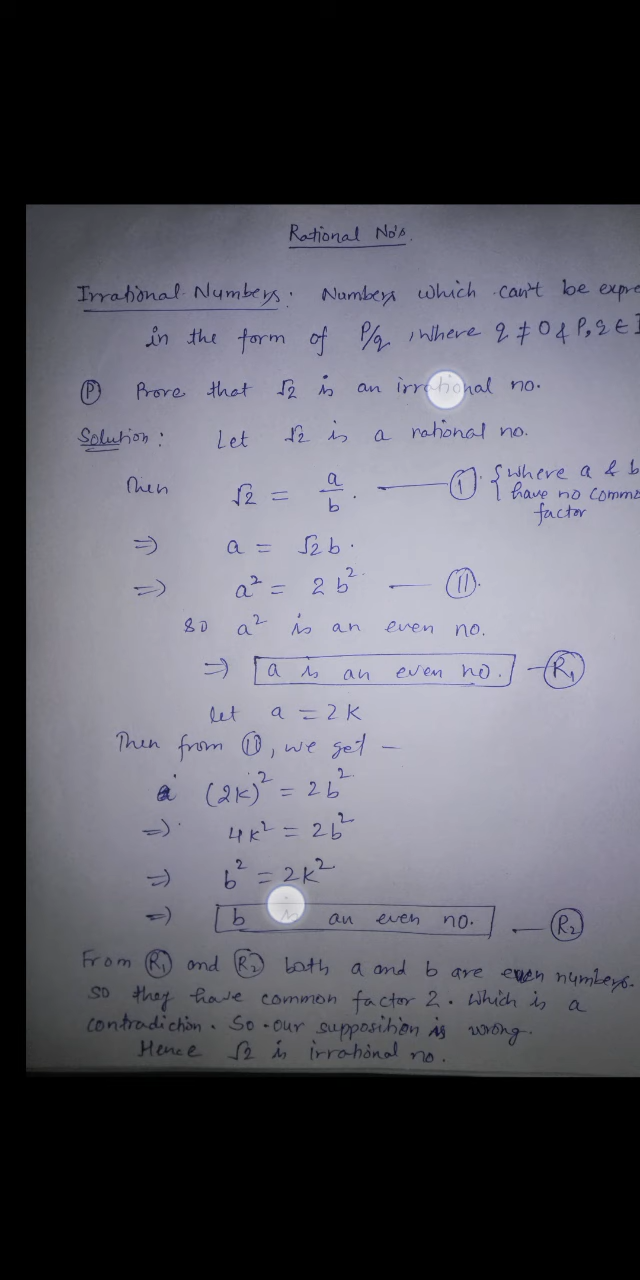 Rational No's.
Irrational Numbers: Numbers which can't be expre
in the form of P/q, where q ≠ 0 & P, q ∈ I
(P) Prove that √2 is an irrational no.
Solution: Let √2 is a rational no.
Then √2 = a/b. — (I) {where a & b
have no commo
factor
⇒ a = √2 b.
⇒ a² = 2b² — (II).
so a² is an even no.
⇒ a is an even no. — (R₁)
let a = 2K
Then from (II), we get —
(2K)² = 2b²
⇒ 4K² = 2b²
⇒ b² = 2K²
⇒ b is an even no. — (R₂)
From (R₁) and (R₂) both a and b are even numbers.
so they have common factor 2. which is a
contradiction. So our supposition is wrong.
Hence √2 is irrational no.